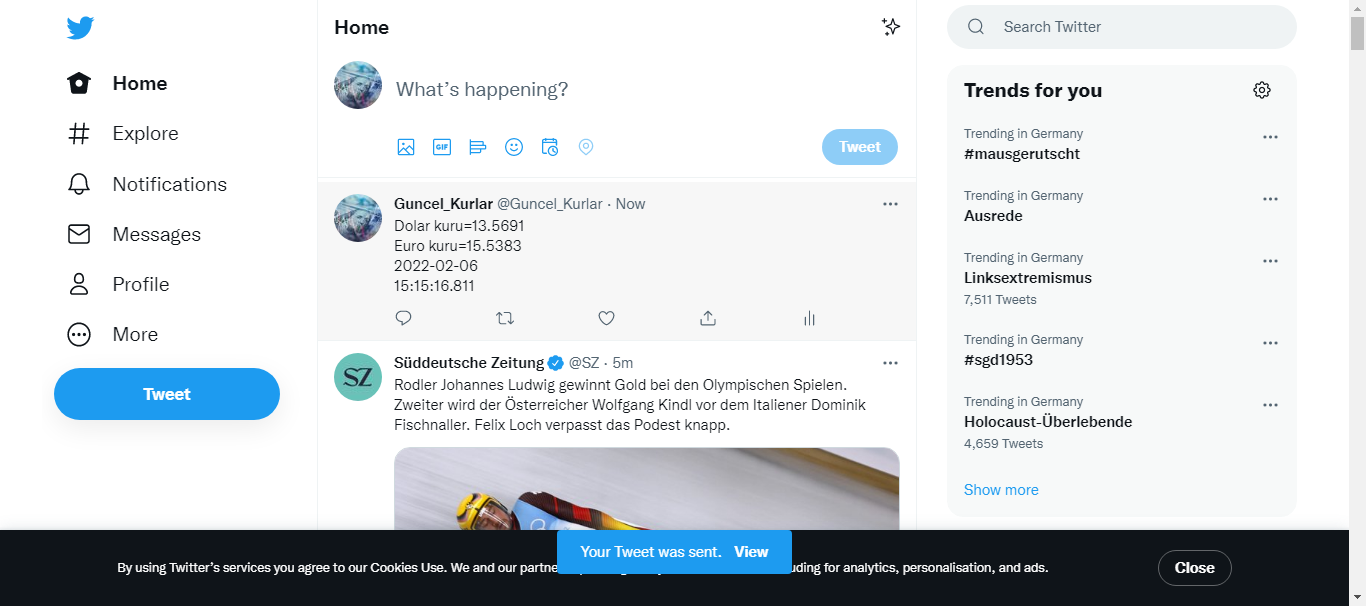 Home
Explore
Notifications
Messages
Profile
More
Tweet
Home
What's happening?
GIF
Tweet
Guncel_Kurlar @Guncel_Kurlar · Now
Dolar kuru=13.5691
Euro kuru=15.5383
2022-02-06
15:15:16.811
SZ
Süddeutsche Zeitung @SZ · 5m
Rodler Johannes Ludwig gewinnt Gold bei den Olympischen Spielen.
Zweiter wird der Österreicher Wolfgang Kindl vor dem Italiener Dominik
Fischnaller. Felix Loch verpasst das Podest knapp.
Search Twitter
Trends for you
Trending in Germany
#mausgerutscht
Trending in Germany
Ausrede
Trending in Germany
Linksextremismus
7,511 Tweets
Trending in Germany
#sgd1953
Trending in Germany
Holocaust-Überlebende
4,659 Tweets
Show more
Your Tweet was sent. View
By using Twitter's services you agree to our Cookies Use. We and our for analytics, personalisation, and ads.
Close